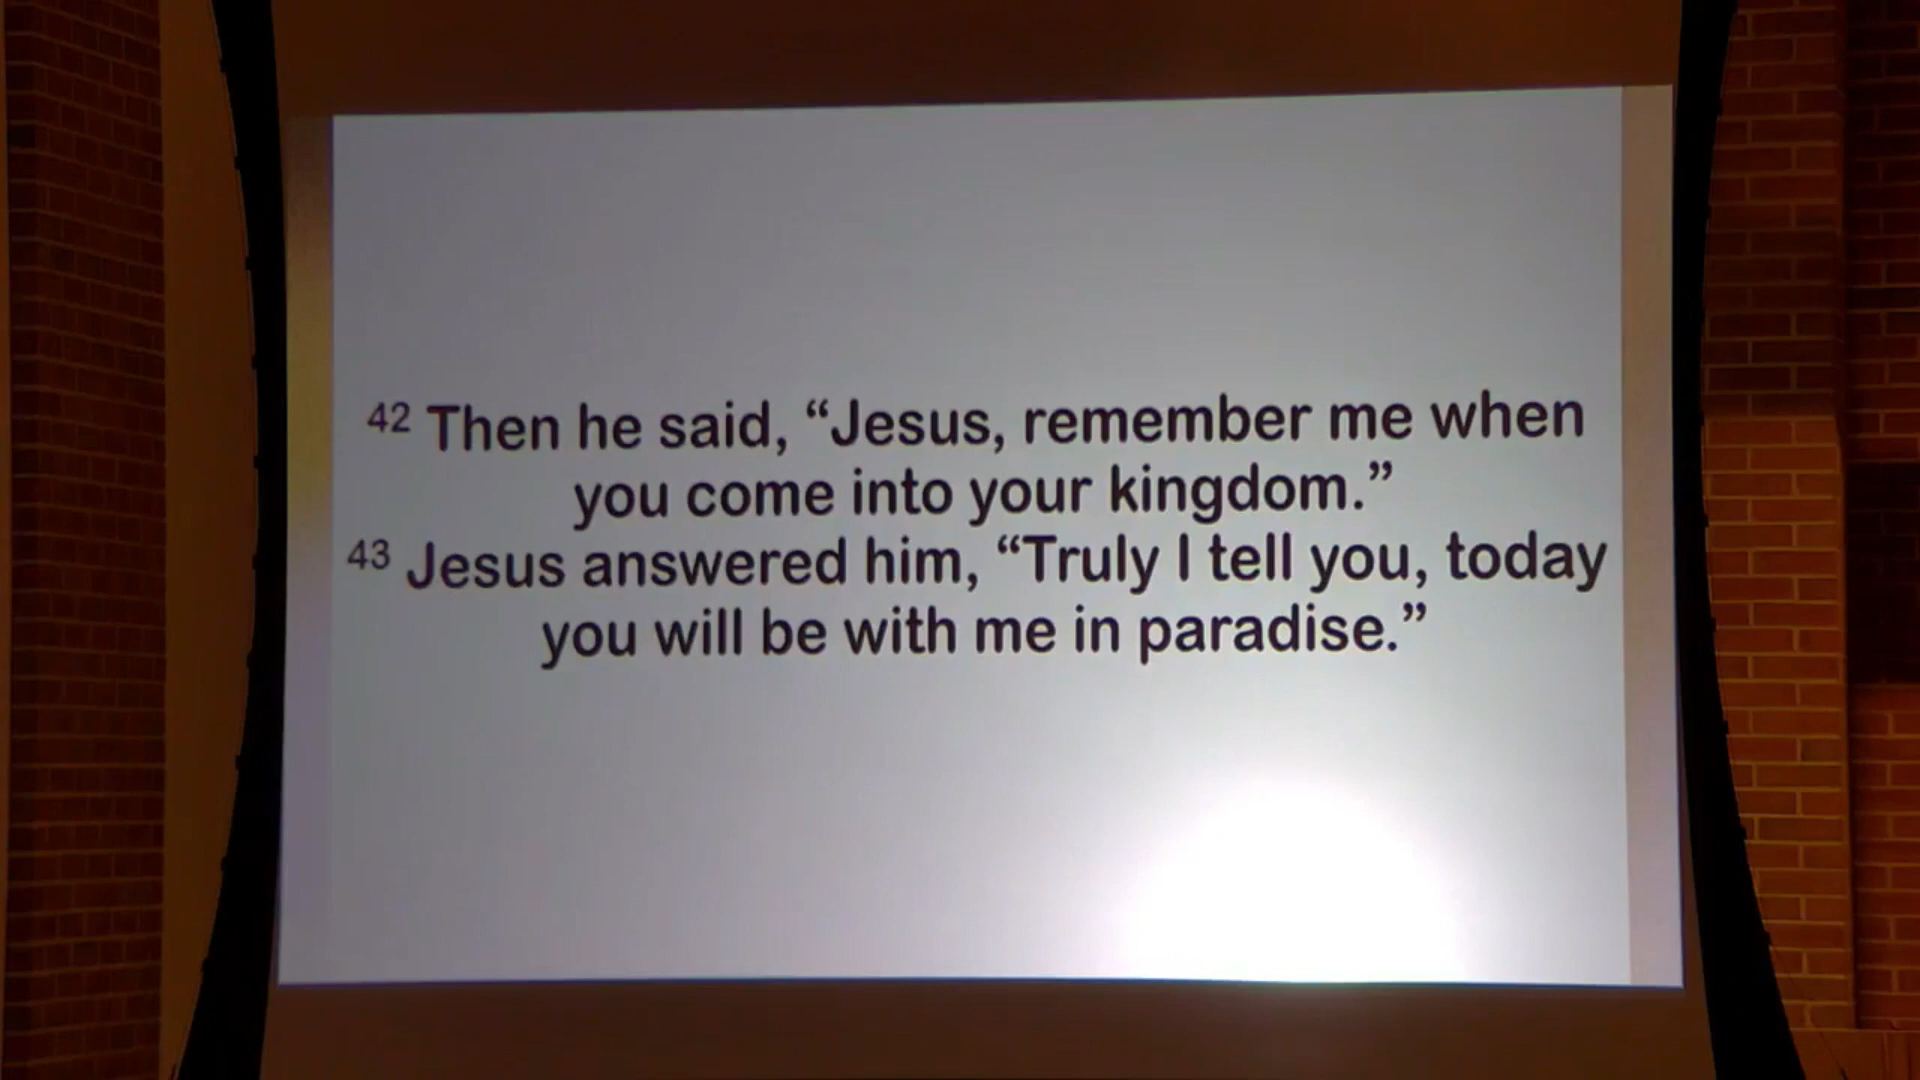 42 Then he said, “Jesus, remember me when
you come into your kingdom.”
43 Jesus answered him, “Truly I tell you, today
you will be with me in paradise.”